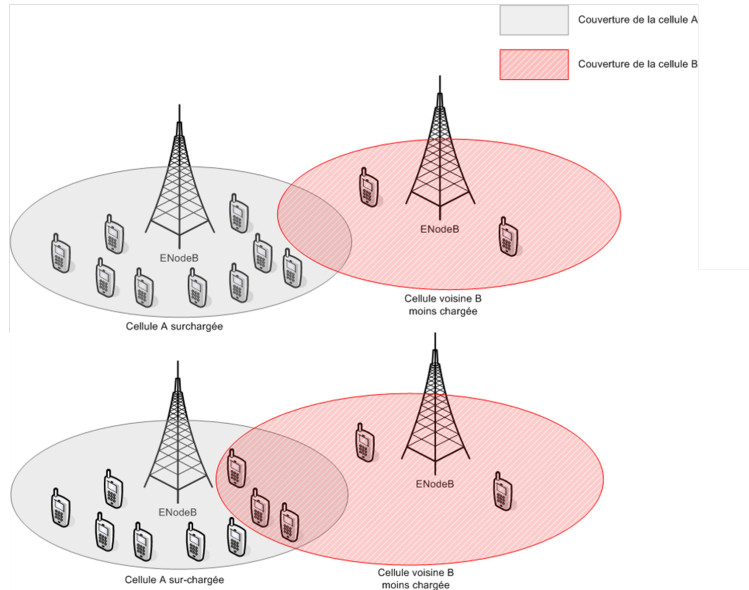 Couverture de la cellule A
Couverture de la cellule B
ENodeB
ENodeB
Cellule voisine B
moins chargée
Cellule A surchargée
ENodeB
ENodeB
Cellule voisine B
moins chargée
Cellule A sur-chargée